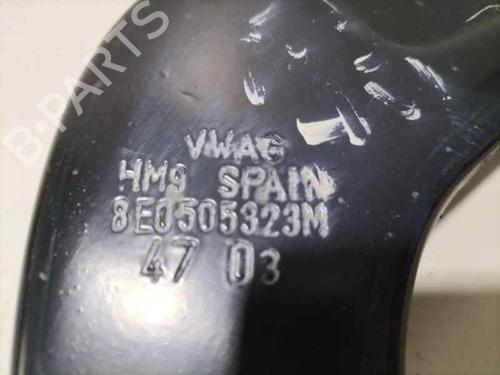 B-PARTS
VWAG
HM9 SPAIN
8E0505323M
47 03